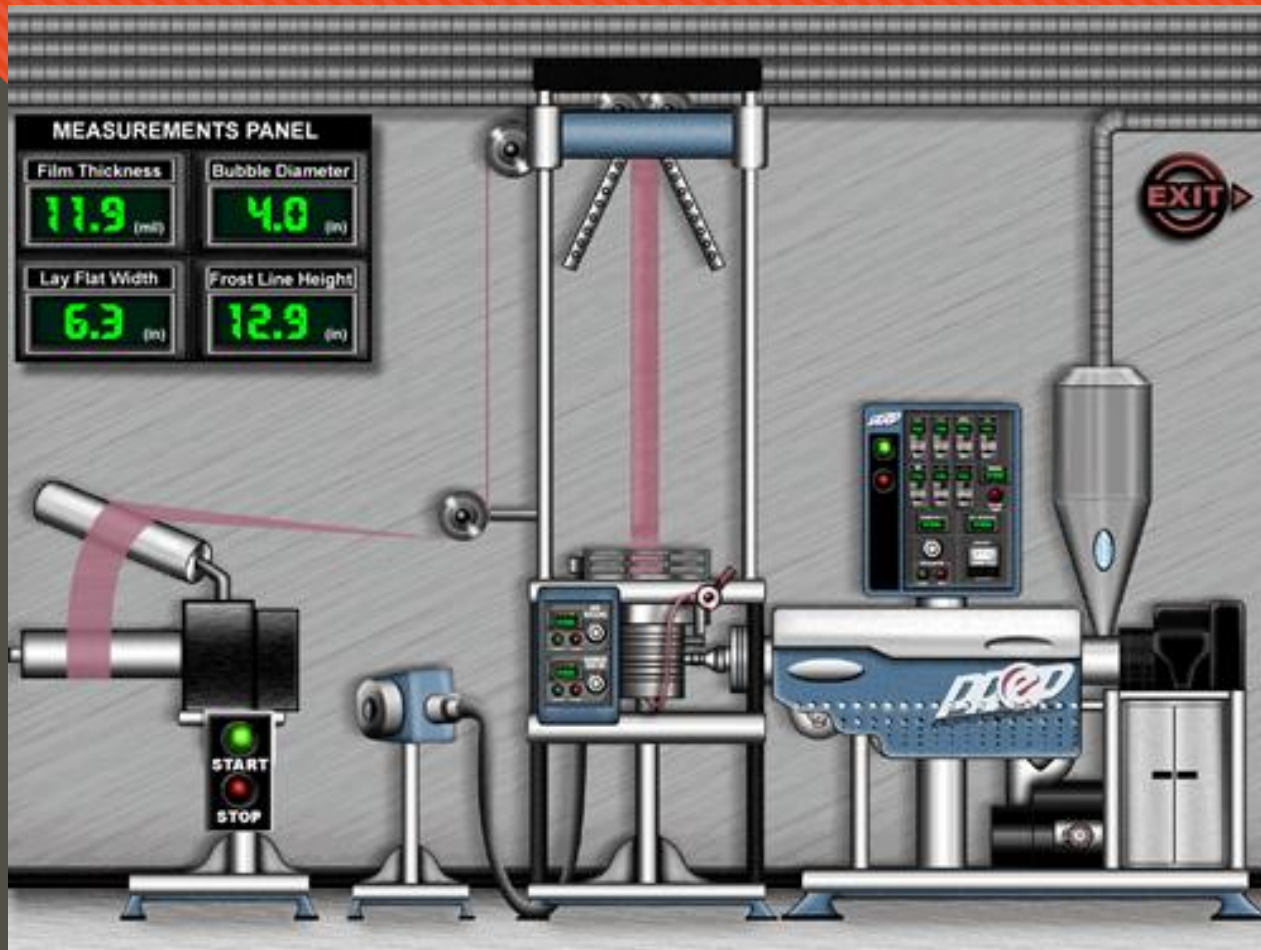 MEASUREMENTS PANEL
Film Thickness
11.9 (mil)
Bubble Diameter
4.0 (in)
Lay Flat Width
6.3 (in)
Frost Line Height
12.9 (in)
EXIT
START
STOP